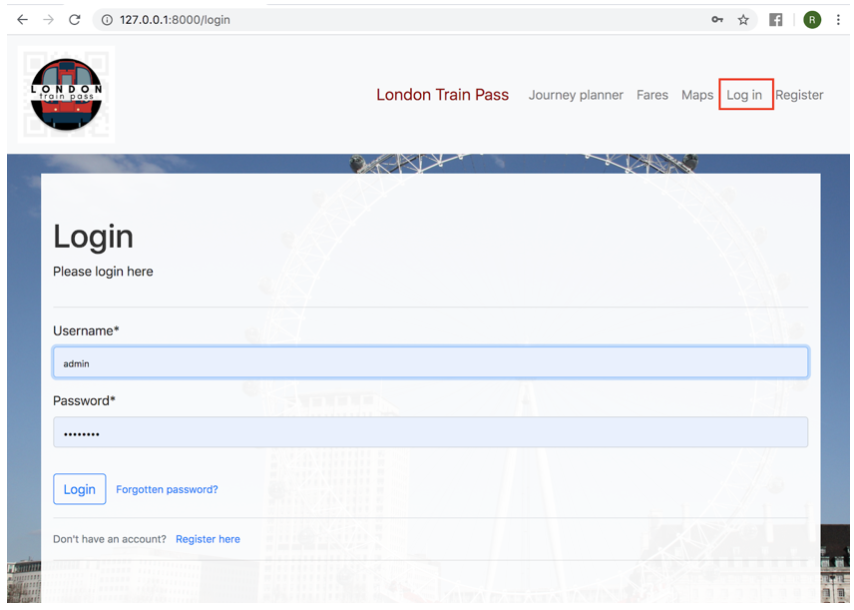 127.0.0.1:8000/login
R
LONDON
train pass
London Train Pass Journey planner Fares Maps Log in Register
Login
Please login here
Username*
admin
Password*
••••••••
Login Forgotten password?
Don't have an account? Register here